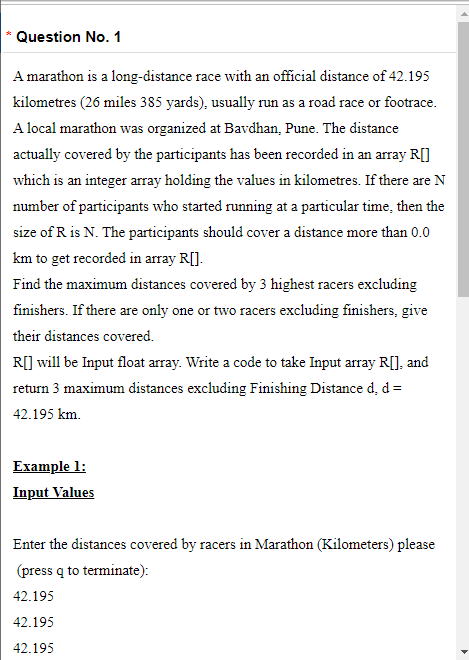 * Question No. 1
A marathon is a long-distance race with an official distance of 42.195
kilometres (26 miles 385 yards), usually run as a road race or footrace.
A local marathon was organized at Bavdhan, Pune. The distance
actually covered by the participants has been recorded in an array R[]
which is an integer array holding the values in kilometres. If there are N
number of participants who started running at a particular time, then the
size of R is N. The participants should cover a distance more than 0.0
km to get recorded in array R[].
Find the maximum distances covered by 3 highest racers excluding
finishers. If there are only one or two racers excluding finishers, give
their distances covered.
R[] will be Input float array. Write a code to take Input array R[], and
return 3 maximum distances excluding Finishing Distance d, d =
42.195 km.
Example 1:
Input Values
Enter the distances covered by racers in Marathon (Kilometers) please
(press q to terminate):
42.195
42.195
42.195